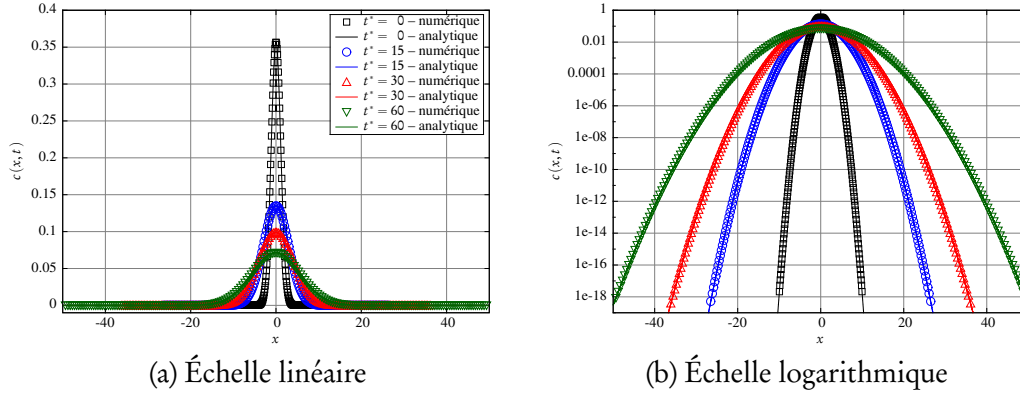 0.4
0.35
0.3
0.25
0.2
0.15
0.1
0.05
0
c (x, t)
-40
-20
0
20
40
x
t* = 0 – numérique
t* = 0 – analytique
t* = 15 – numérique
t* = 15 – analytique
t* = 30 – numérique
t* = 30 – analytique
t* = 60 – numérique
t* = 60 – analytique
(a) Échelle linéaire
1
0.01
0.0001
1e-06
1e-08
1e-10
1e-12
1e-14
1e-16
1e-18
c (x, t)
-40
-20
0
20
40
x
(b) Échelle logarithmique